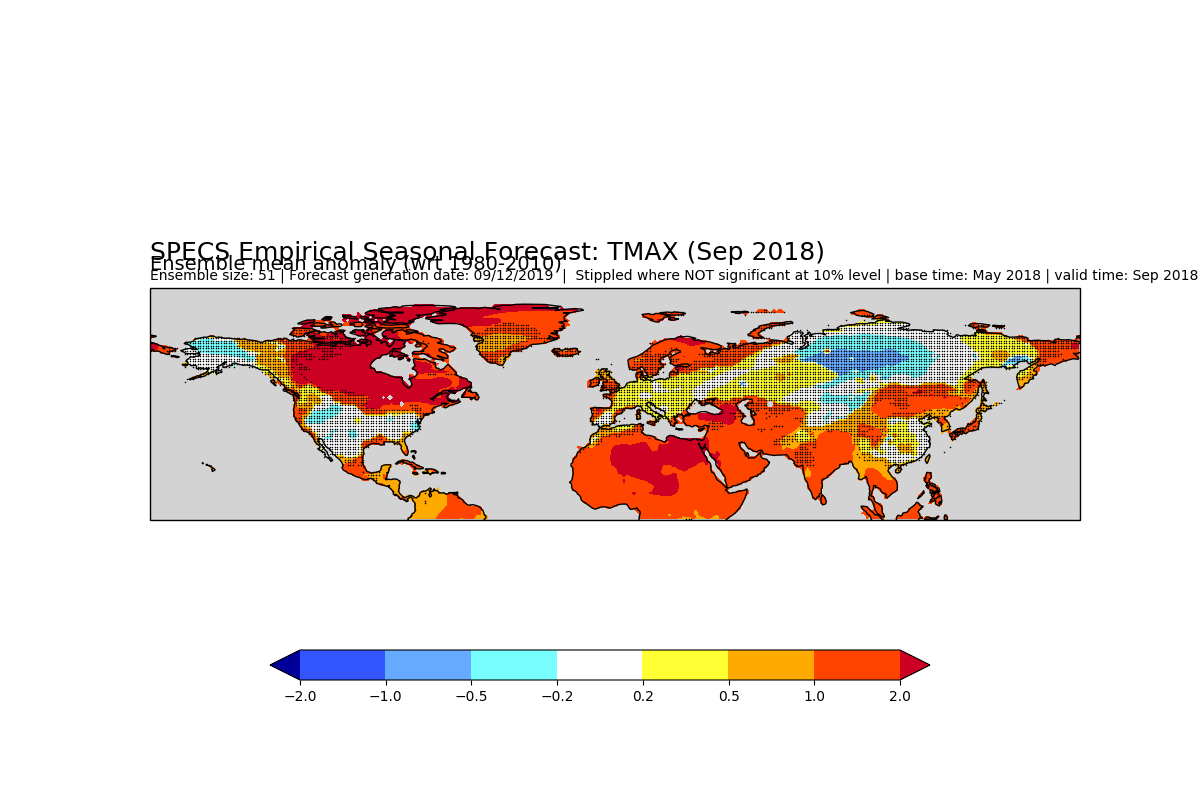 SPECS Empirical Seasonal Forecast: TMAX (Sep 2018)
Ensemble mean anomaly (wrt 1980-2010)
Ensemble size: 51 | Forecast generation date: 09/12/2019 | Stippled where NOT significant at 10% level | base time: May 2018 | valid time: Sep 2018
−2.0 −1.0 −0.5 −0.2 0.2 0.5 1.0 2.0